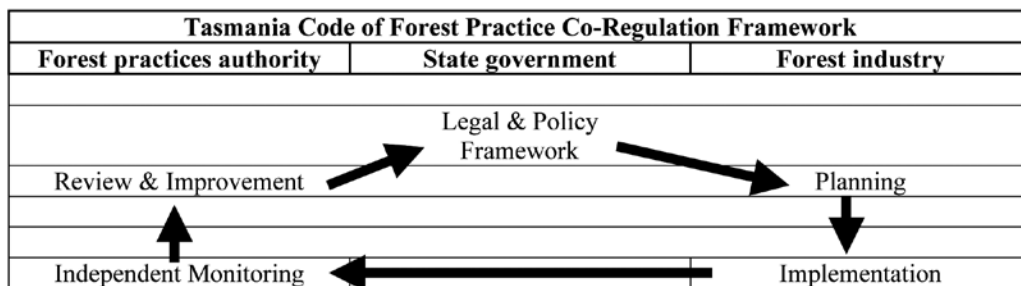 Tasmania Code of Forest Practice Co-Regulation Framework
Forest practices authority State government Forest industry
Legal & Policy
Framework
Review & Improvement Planning
Independent Monitoring Implementation